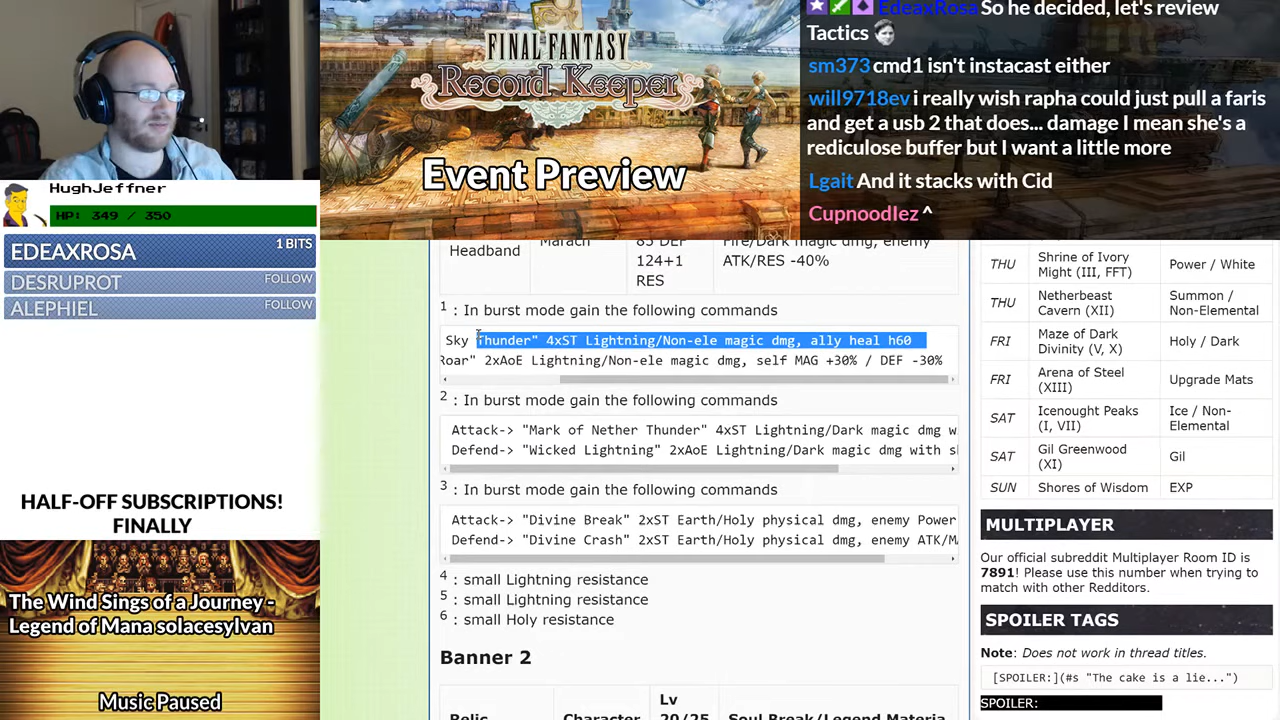 HughJeffner
HP: 349 / 350
EDEAXROSA
1 BITS
DESRUPROT
FOLLOW
ALEPHIEL
FOLLOW
HALF-OFF SUBSCRIPTIONS!
FINALLY
The Wind Sings of a Journey -
Legend of Mana solacesylvan
Music Paused
FINAL FANTASY
Record Keeper
Event Preview
EdeaxRosa So he decided, let's review
Tactics
sm373 cmd1 isn't instacast either
will9718ev i really wish rapha could just pull a faris
and get a usb 2 that does... damage I mean she's a
rediculose buffer but I want a little more
Lgait And it stacks with Cid
Cupnoodlez ^
Headband
Marach
85 DEF
124+1
RES
Fire/Dark magic dmg, enemy
ATK/RES -40%
1 : In burst mode gain the following commands
Sky Thunder" 4xST Lightning/Non-ele magic dmg, ally heal h60
Roar" 2xAoE Lightning/Non-ele magic dmg, self MAG +30% / DEF -30%
2 : In burst mode gain the following commands
Attack-> "Mark of Nether Thunder" 4xST Lightning/Dark magic dmg w
Defend-> "Wicked Lightning" 2xAoE Lightning/Dark magic dmg with s
3 : In burst mode gain the following commands
Attack-> "Divine Break" 2xST Earth/Holy physical dmg, enemy Power
Defend-> "Divine Crash" 2xST Earth/Holy physical dmg, enemy ATK/M
4 : small Lightning resistance
5 : small Lightning resistance
6 : small Holy resistance
Banner 2
Relic
Character
Lv
20/25
Soul Break/Legend Materia
THU
Shrine of Ivory
Might (III, FFT)
Power / White
THU
Netherbeast
Cavern (XII)
Summon /
Non-Elemental
FRI
Maze of Dark
Divinity (V, X)
Holy / Dark
FRI
Arena of Steel
(XIII)
Upgrade Mats
SAT
Icenought Peaks
(I, VII)
Ice / Non-
Elemental
SAT
Gil Greenwood
(XI)
Gil
SUN
Shores of Wisdom
EXP
MULTIPLAYER
Our official subreddit Multiplayer Room ID is
7891! Please use this number when trying to
match with other Redditors.
SPOILER TAGS
Note: Does not work in thread titles.
[SPOILER:](#s "The cake is a lie...")
SPOILER: